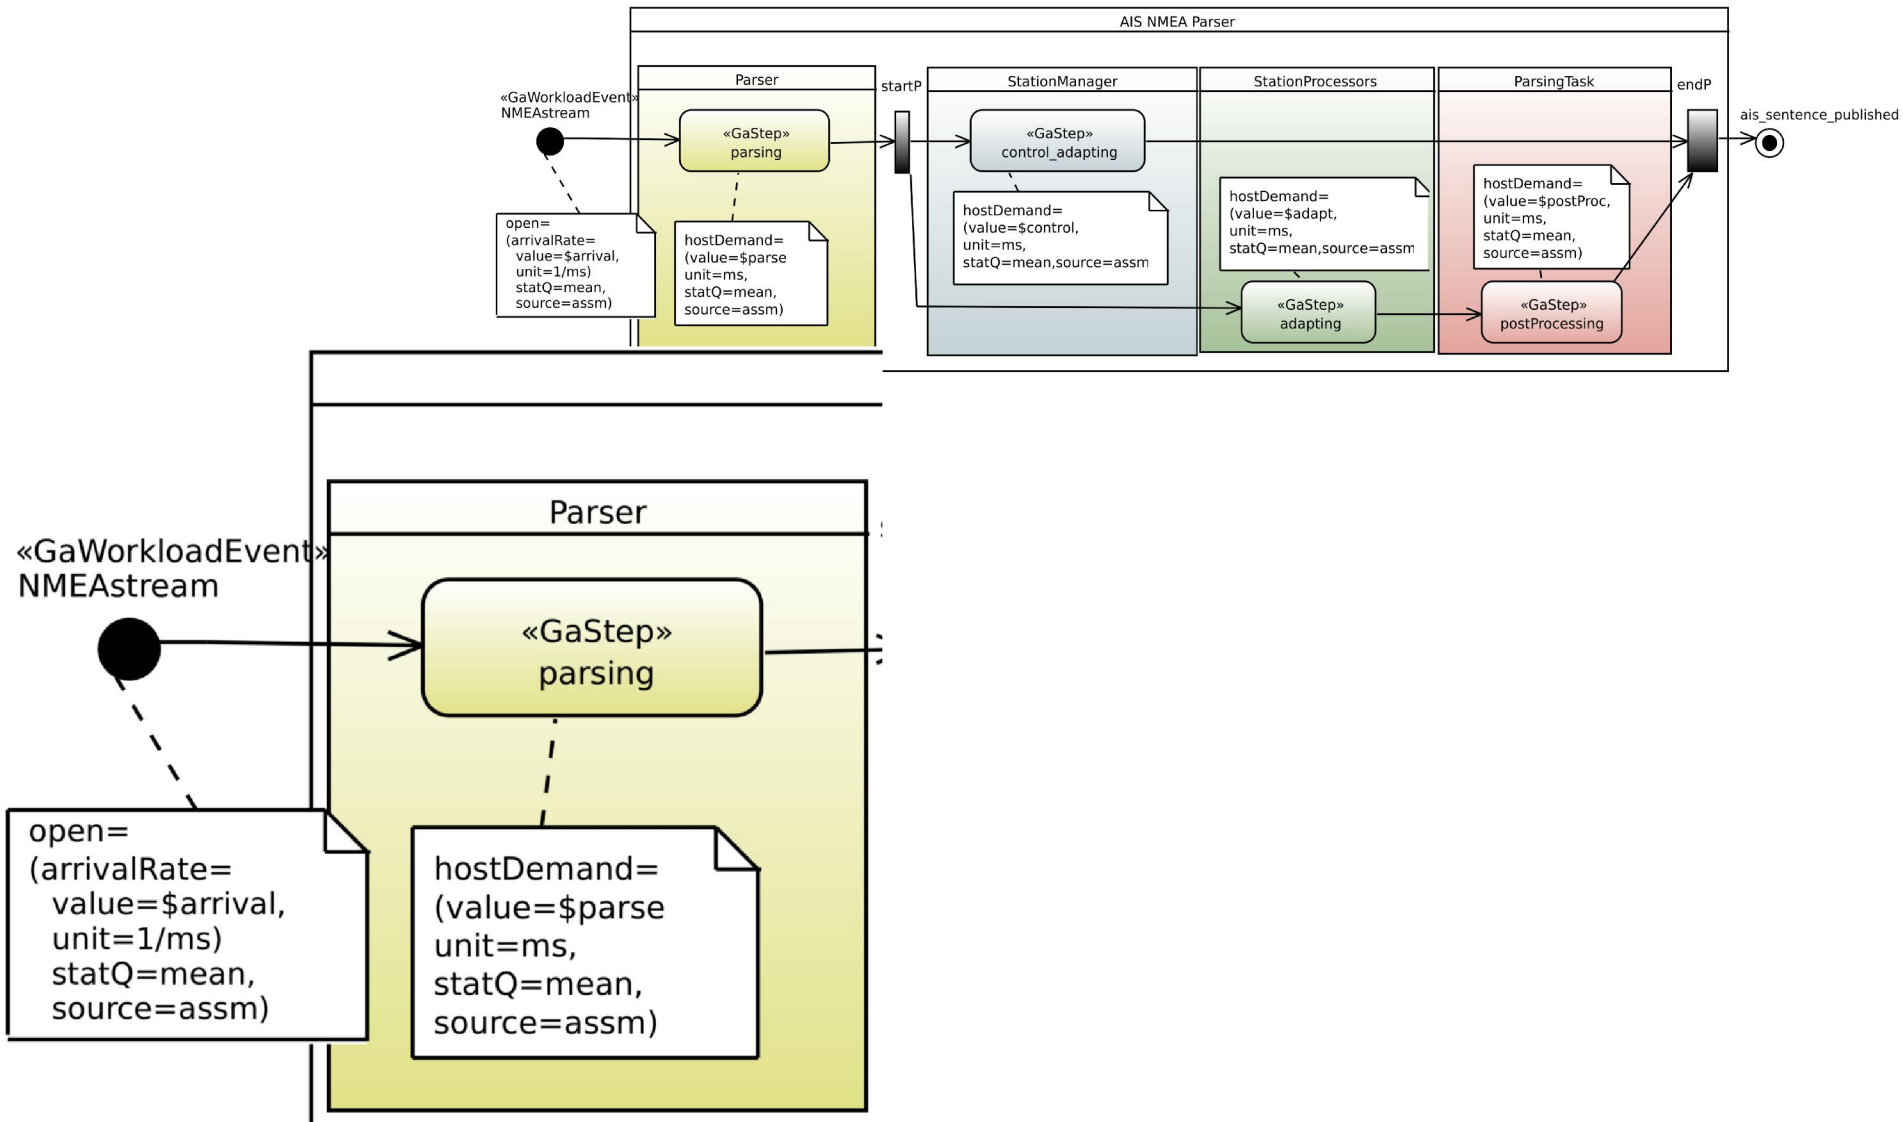 AIS NMEA Parser
Parser
StationManager
StationProcessors
ParsingTask
startP
endP
«GaWorkloadEvent»
NMEAstream
ais_sentence_published
«GaStep»
parsing
«GaStep»
control_adapting
open=
(arrivalRate=
value=$arrival,
unit=1/ms)
statQ=mean,
source=assm)
hostDemand=
(value=$parse
unit=ms,
statQ=mean,
source=assm)
hostDemand=
(value=$control,
unit=ms,
statQ=mean,source=assm
hostDemand=
(value=$adapt,
unit=ms,
statQ=mean,source=assm
hostDemand=
(value=$postProc,
unit=ms,
statQ=mean,
source=assm)
«GaStep»
adapting
«GaStep»
postProcessing
Parser
«GaWorkloadEvent»
NMEAstream
«GaStep»
parsing
open=
(arrivalRate=
value=$arrival,
unit=1/ms)
statQ=mean,
source=assm)
hostDemand=
(value=$parse
unit=ms,
statQ=mean,
source=assm)